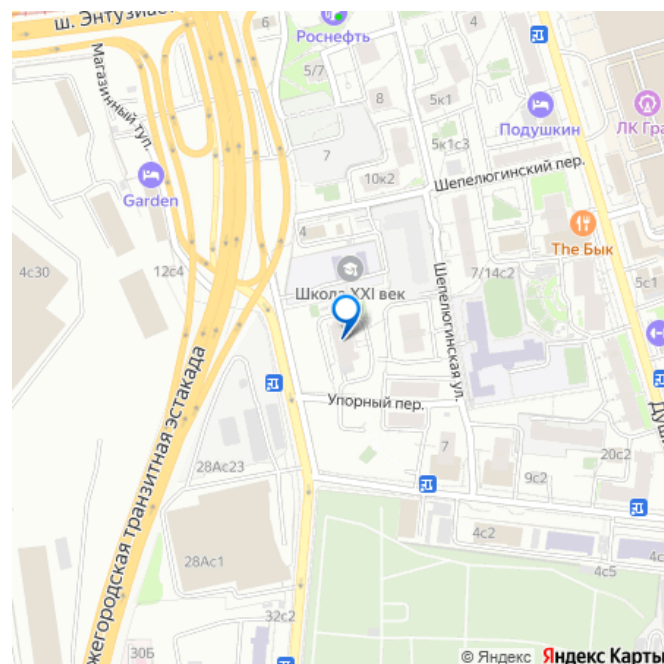 ш. Энтузиаст
6
Роснефть
4
Магазинный туп.
5/7
8
5к1
Подушкин
ЛК Гра
7
5к1с3
Шепелюгинский пер.
Garden
10к2
4
The Бык
4с30
12с4
Школа XXI век
7/14с2
5с1
Шепелюгинская ул.
жегородская транзитная эстакада
Упорный пер.
Души
28Ас23
7
20с2
9с2
28Ас1
4с2
4с
4с5
32с2
30Б
© Яндекс Яндекс Карты